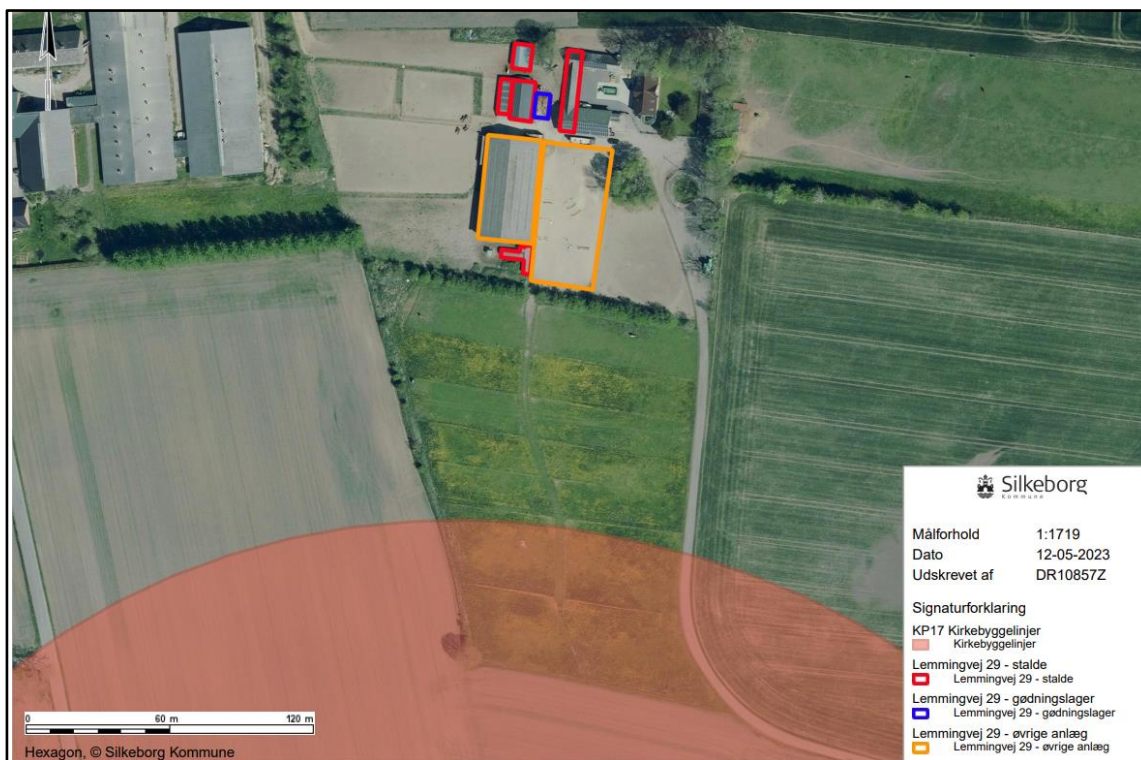 Silkeborg
Kommune
Målforhold 1:1719
Dato 12-05-2023
Udskrevet af DR10857Z
Signaturforklaring
KP17 Kirkebyggelinjer
Kirkebyggelinjer
Lemmingvej 29 - stalde
Lemmingvej 29 - stalde
Lemmingvej 29 - gødningslager
Lemmingvej 29 - gødningslager
Lemmingvej 29 - øvrige anlæg
Lemmingvej 29 - øvrige anlæg
0 60 m 120 m
Hexagon, © Silkeborg Kommune